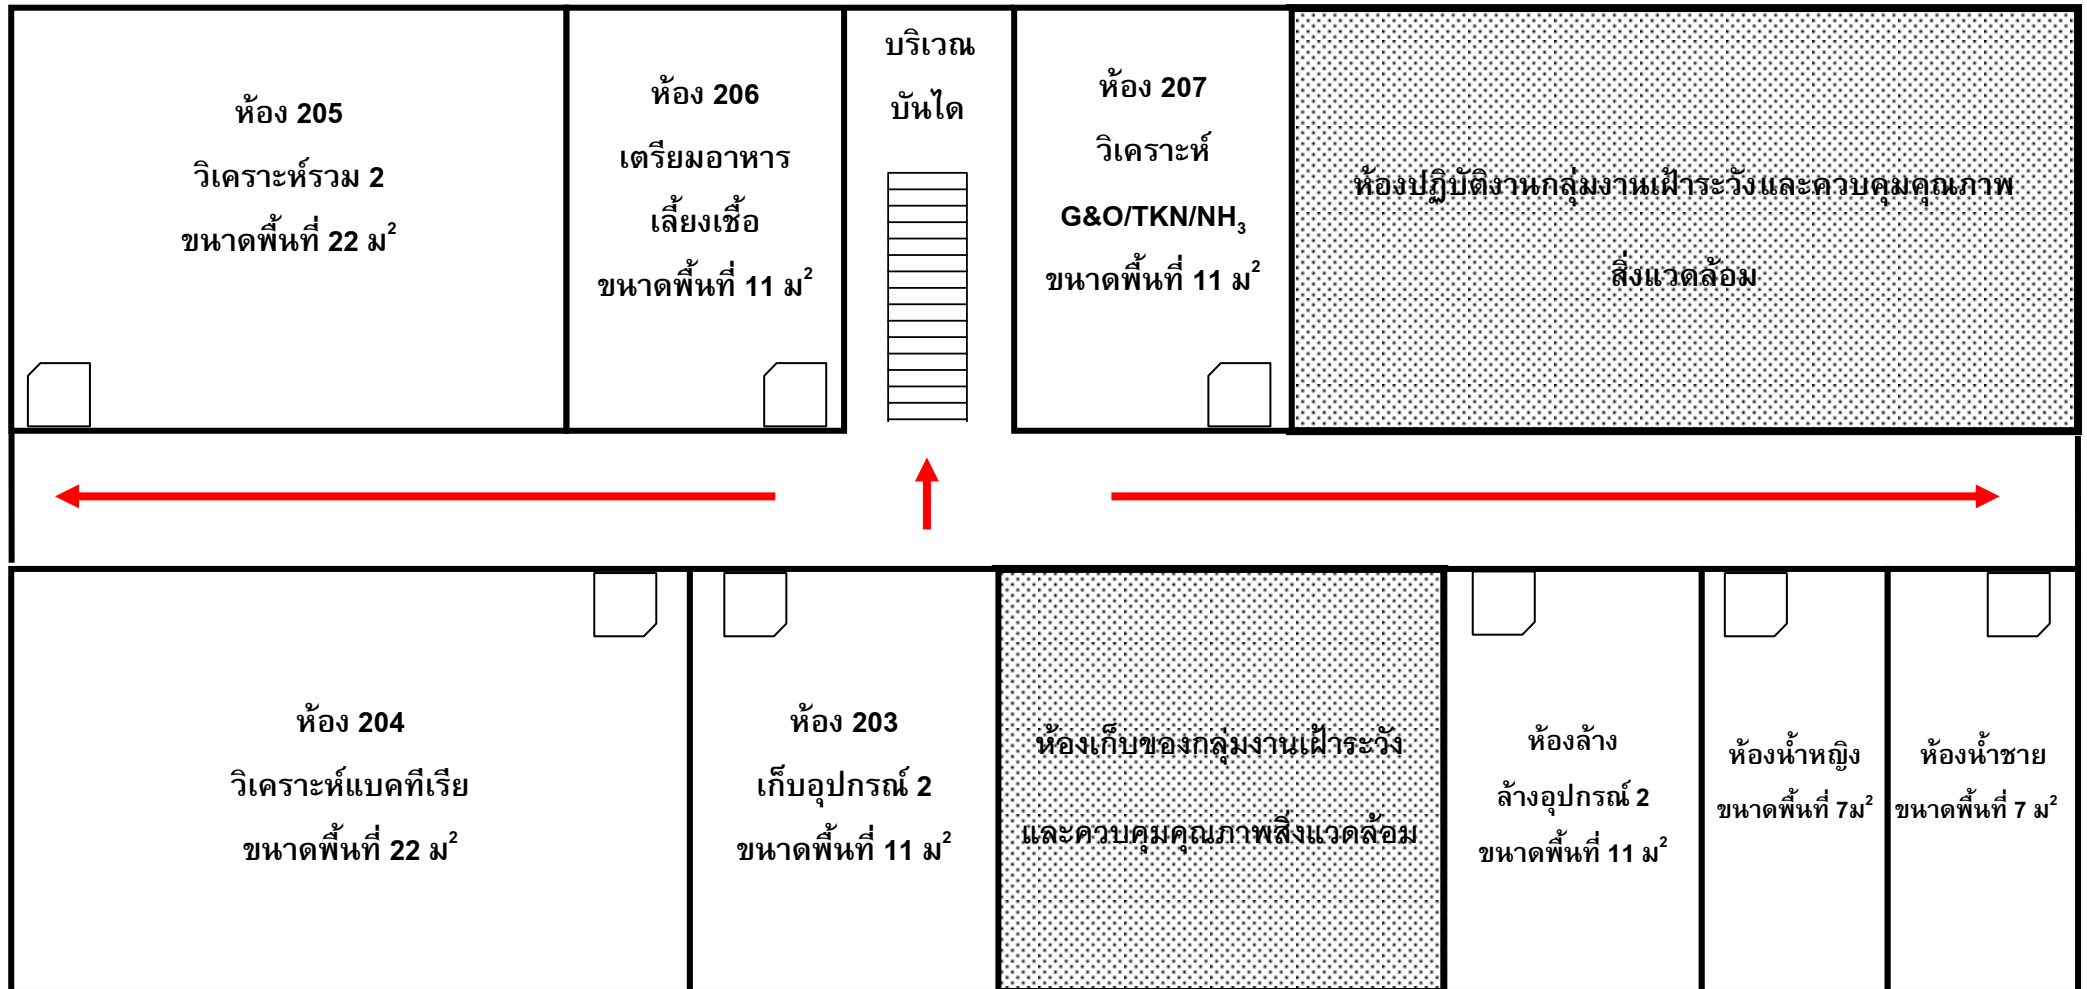 ห้อง 205
วิเคราะห์รวม 2
ขนาดพื้นที่ 22 ม²
ห้อง 206
เตรียมอาหาร
เลี้ยงเชื้อ
ขนาดพื้นที่ 11 ม²
บริเวณ
บันได
ห้อง 207
วิเคราะห์
G&O/TKN/NH₃
ขนาดพื้นที่ 11 ม²
ห้องปฏิบัติงานกลุ่มงานเฝ้าระวังและควบคุมคุณภาพ
สิ่งแวดล้อม
ห้อง 204
วิเคราะห์แบคทีเรีย
ขนาดพื้นที่ 22 ม²
ห้อง 203
เก็บอุปกรณ์ 2
ขนาดพื้นที่ 11 ม²
ห้องเก็บของกลุ่มงานเฝ้าระวัง
และควบคุมคุณภาพสิ่งแวดล้อม
ห้องล้าง
ล้างอุปกรณ์ 2
ขนาดพื้นที่ 11 ม²
ห้องน้ำหญิง
ขนาดพื้นที่ 7ม²
ห้องน้ำชาย
ขนาดพื้นที่ 7 ม²